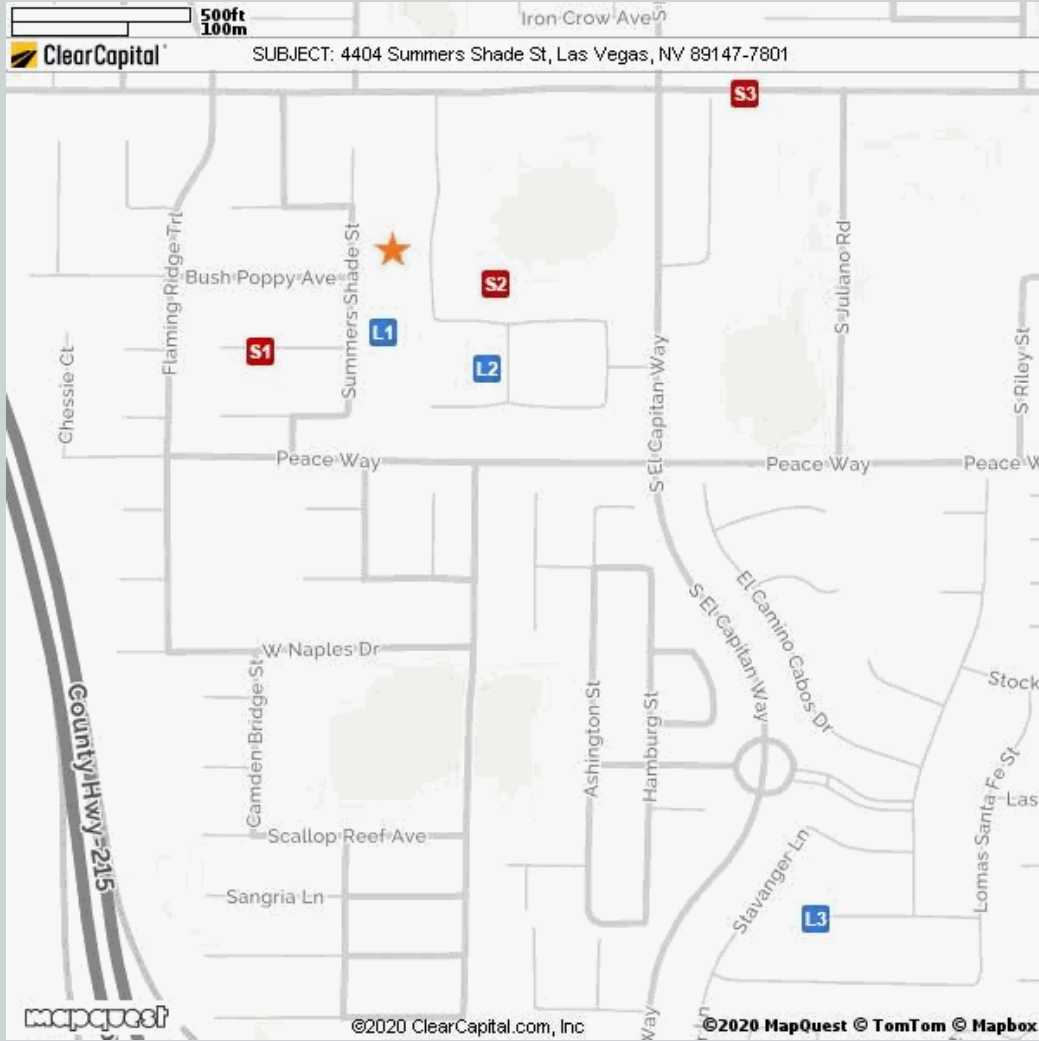 500ft
100m
Iron Crow Ave
S
ClearCapital
SUBJECT: 4404 Summers Shade St, Las Vegas, NV 89147-7801
S3
Flaming Ridge Trl
Summers Shade St
S Juliano Rd
Bush Poppy Ave
S2
L1
S1
L2
Chessie Ct
S El Capitan Way
S Riley St
Peace Way
Peace Way
Peace W
S El Capitan Way
El Camino Cabos Dr
W Naples Dr
Stock
Camden Bridge St
Ashington St
Hamburg St
County Hwy-215
Lomas Santa Fe St
Las
Scallop Reef Ave
Stavanger Ln
Sangria Ln
L3
mapquest
©2020 ClearCapital.com, Inc
Way
r Ln
©2020 MapQuest © TomTom © Mapbox